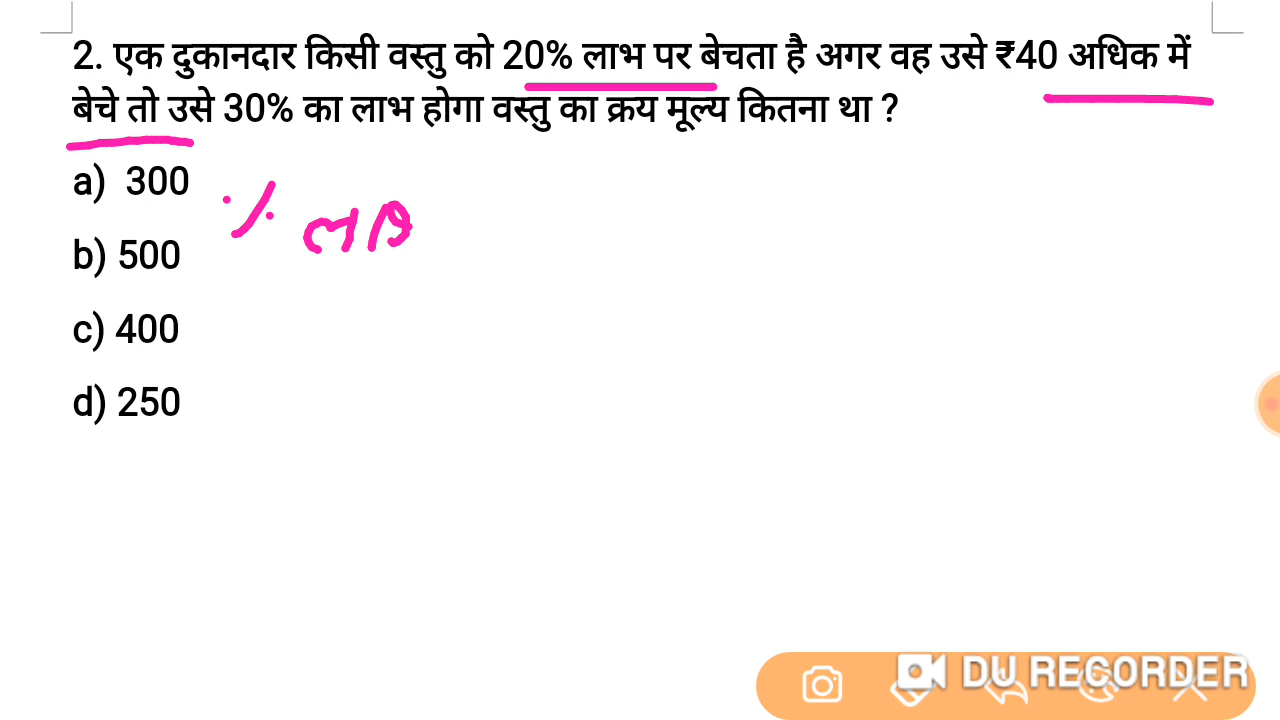 2. एक दुकानदार किसी वस्तु को 20% लाभ पर बेचता है अगर वह उसे ₹40 अधिक में
बेचे तो उसे 30% का लाभ होगा वस्तु का क्रय मूल्य कितना था ?
a) 300
% 
b) 500
c) 400
d) 250
DU RECORDER